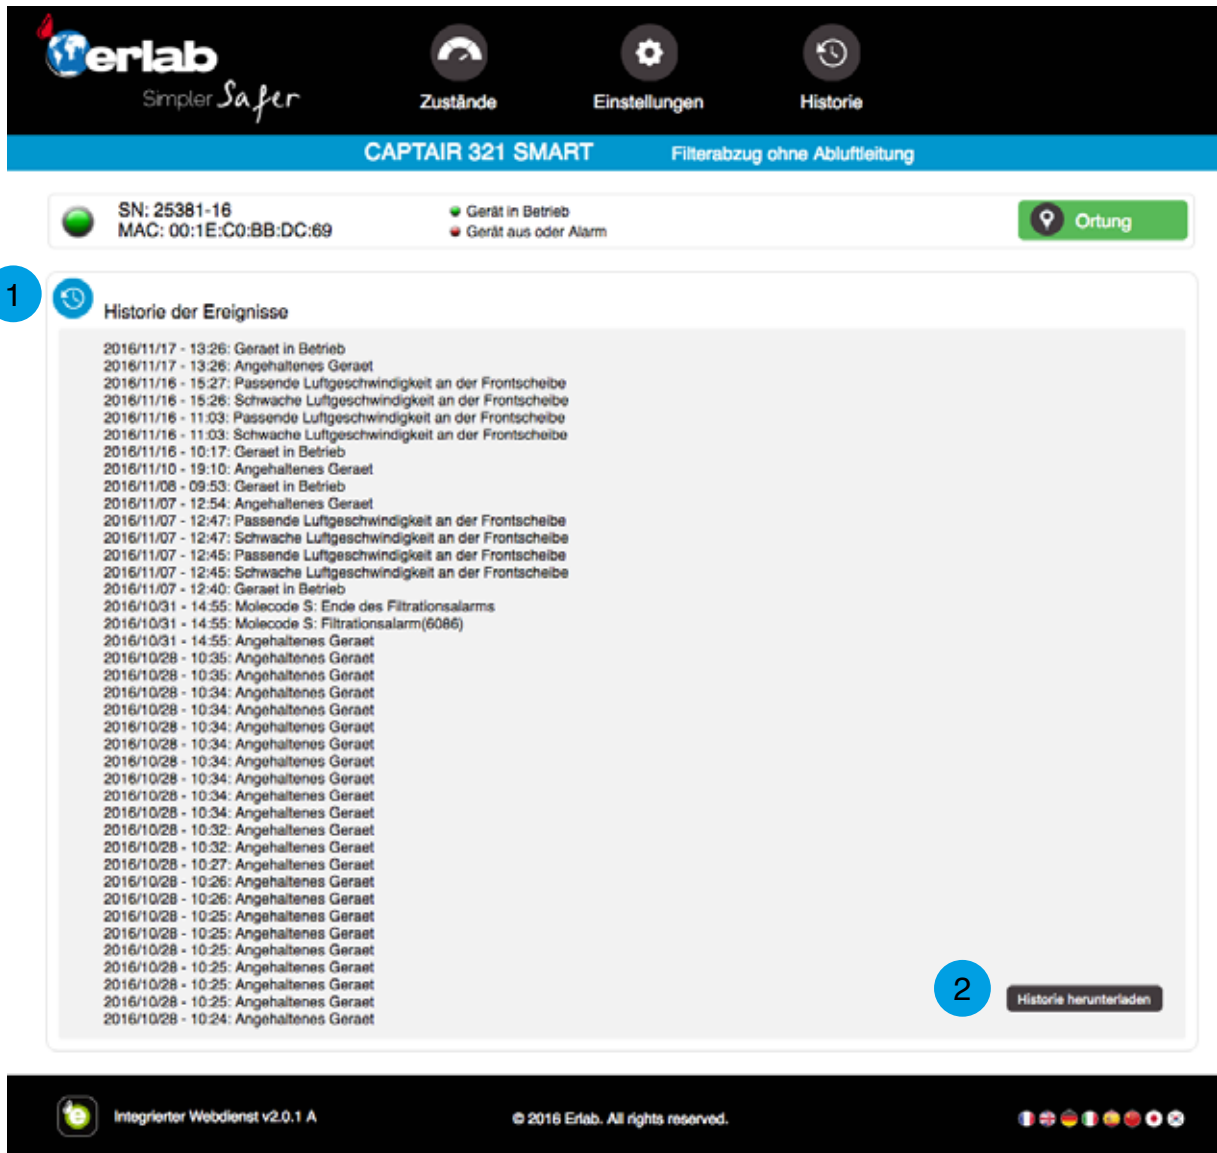 erlab
Simpler Safer
Zustände
Einstellungen
Historie
CAPTAIR 321 SMART
Filterabzug ohne Abluftleitung
SN: 25381-16
MAC: 00:1E:C0:BB:DC:69
Gerät in Betrieb
Gerät aus oder Alarm
Ortung
1
Historie der Ereignisse
2016/11/17 - 13:26: Geraet in Betrieb
2016/11/17 - 13:26: Angehaltenes Geraet
2016/11/16 - 15:27: Passende Luftgeschwindigkeit an der Frontscheibe
2016/11/16 - 15:26: Schwache Luftgeschwindigkeit an der Frontscheibe
2016/11/16 - 11:03: Passende Luftgeschwindigkeit an der Frontscheibe
2016/11/16 - 11:03: Schwache Luftgeschwindigkeit an der Frontscheibe
2016/11/16 - 10:17: Geraet in Betrieb
2016/11/10 - 19:10: Angehaltenes Geraet
2016/11/08 - 09:53: Geraet in Betrieb
2016/11/07 - 12:54: Angehaltenes Geraet
2016/11/07 - 12:47: Passende Luftgeschwindigkeit an der Frontscheibe
2016/11/07 - 12:47: Schwache Luftgeschwindigkeit an der Frontscheibe
2016/11/07 - 12:45: Passende Luftgeschwindigkeit an der Frontscheibe
2016/11/07 - 12:45: Schwache Luftgeschwindigkeit an der Frontscheibe
2016/11/07 - 12:40: Geraet in Betrieb
2016/10/31 - 14:55: Molecode S: Ende des Filtrationsalarms
2016/10/31 - 14:55: Molecode S: Filtrationsalarm(6086)
2016/10/31 - 14:55: Angehaltenes Geraet
2016/10/28 - 10:35: Angehaltenes Geraet
2016/10/28 - 10:35: Angehaltenes Geraet
2016/10/28 - 10:34: Angehaltenes Geraet
2016/10/28 - 10:34: Angehaltenes Geraet
2016/10/28 - 10:34: Angehaltenes Geraet
2016/10/28 - 10:34: Angehaltenes Geraet
2016/10/28 - 10:34: Angehaltenes Geraet
2016/10/28 - 10:34: Angehaltenes Geraet
2016/10/28 - 10:34: Angehaltenes Geraet
2016/10/28 - 10:34: Angehaltenes Geraet
2016/10/28 - 10:32: Angehaltenes Geraet
2016/10/28 - 10:32: Angehaltenes Geraet
2016/10/28 - 10:27: Angehaltenes Geraet
2016/10/28 - 10:26: Angehaltenes Geraet
2016/10/28 - 10:26: Angehaltenes Geraet
2016/10/28 - 10:25: Angehaltenes Geraet
2016/10/28 - 10:25: Angehaltenes Geraet
2016/10/28 - 10:25: Angehaltenes Geraet
2016/10/28 - 10:25: Angehaltenes Geraet
2016/10/28 - 10:25: Angehaltenes Geraet
2016/10/28 - 10:25: Angehaltenes Geraet
2016/10/28 - 10:24: Angehaltenes Geraet
2
Historie herunterladen
Integrierter Webdienst v2.0.1 A
© 2016 Erlab. All rights reserved.